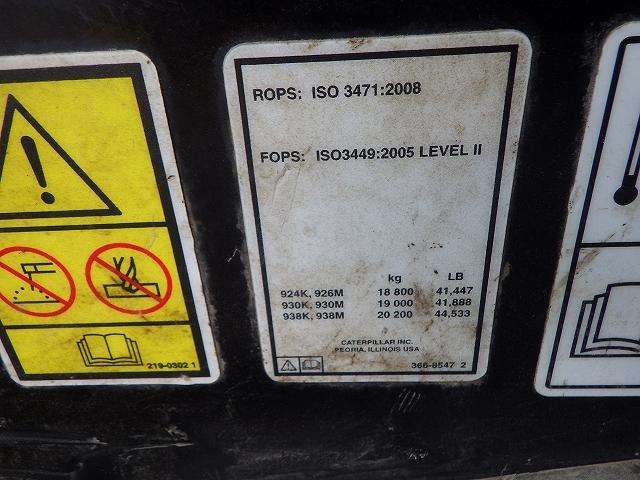 ROPS: ISO 3471:2008
FOPS: ISO3449:2005 LEVEL II
kg LB
924K, 926M 18 800 41,447
930K, 930M 19 000 41,888
938K, 938M 20 200 44,533
CATERPILLAR INC.
PEORIA, ILLINOIS USA
366-8547 2
219-0302 1